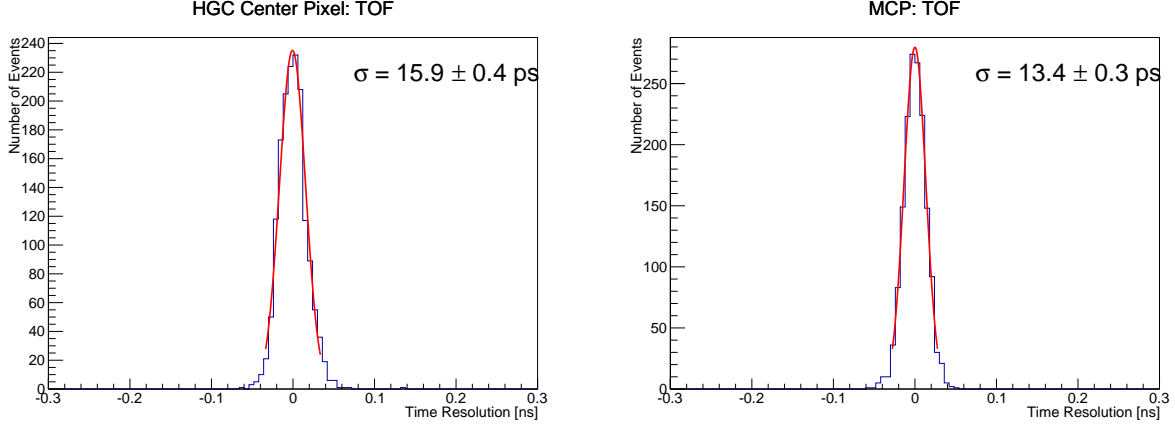 HGC Center Pixel: TOF
σ = 15.9 ± 0.4 ps
Number of Events
240
220
200
180
160
140
120
100
80
60
40
20
0
-0.3 -0.2 -0.1 0 0.1 0.2 0.3
Time Resolution [ns]
MCP: TOF
σ = 13.4 ± 0.3 ps
Number of Events
250
200
150
100
50
0
-0.3 -0.2 -0.1 0 0.1 0.2 0.3
Time Resolution [ns]